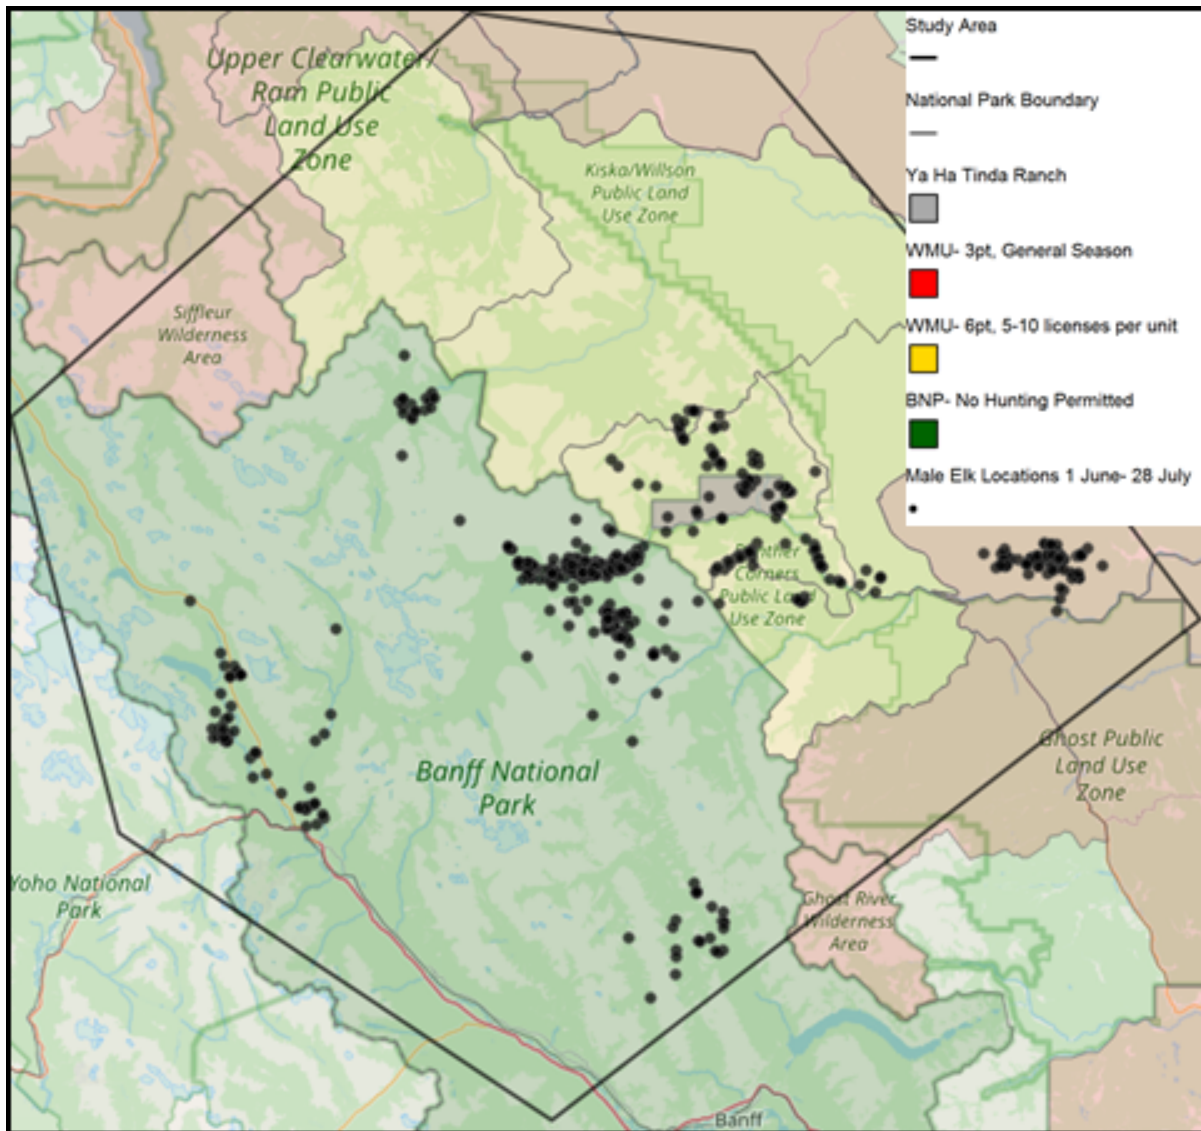 Study Area
National Park Boundary
Ya Ha Tinda Ranch
WMU- 3pt, General Season
WMU- 6pt, 5-10 licenses per unit
BNP- No Hunting Permitted
Male Elk Locations 1 June- 28 July
Upper Clearwater/
Ram Public
Land Use
Zone
Kiska/Willson
Public Land
Use Zone
Siffleur
Wilderness
Area
Panther
Corners
Public Land
Use Zone
Ghost Public
Land Use
Zone
Banff National
Park
Yoho National
Park
Ghost River
Wilderness
Area
Banff